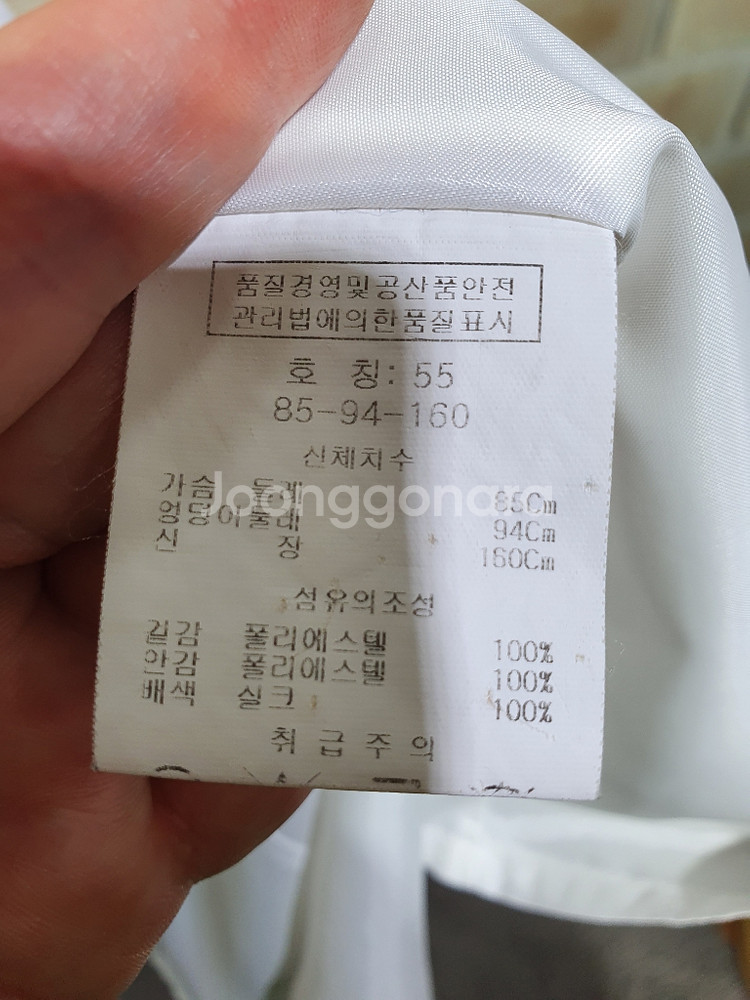 품질경영및공산품안전
관리법에의한품질표시
호 칭: 55
85-94-160
신체치수
가슴 둘레 85Cm
엉덩이둘레 94Cm
신 장 160Cm
섬유의조성
겉감 폴리에스텔 100%
안감 폴리에스텔 100%
배색 실크 100%
취급주의
Joonggonara